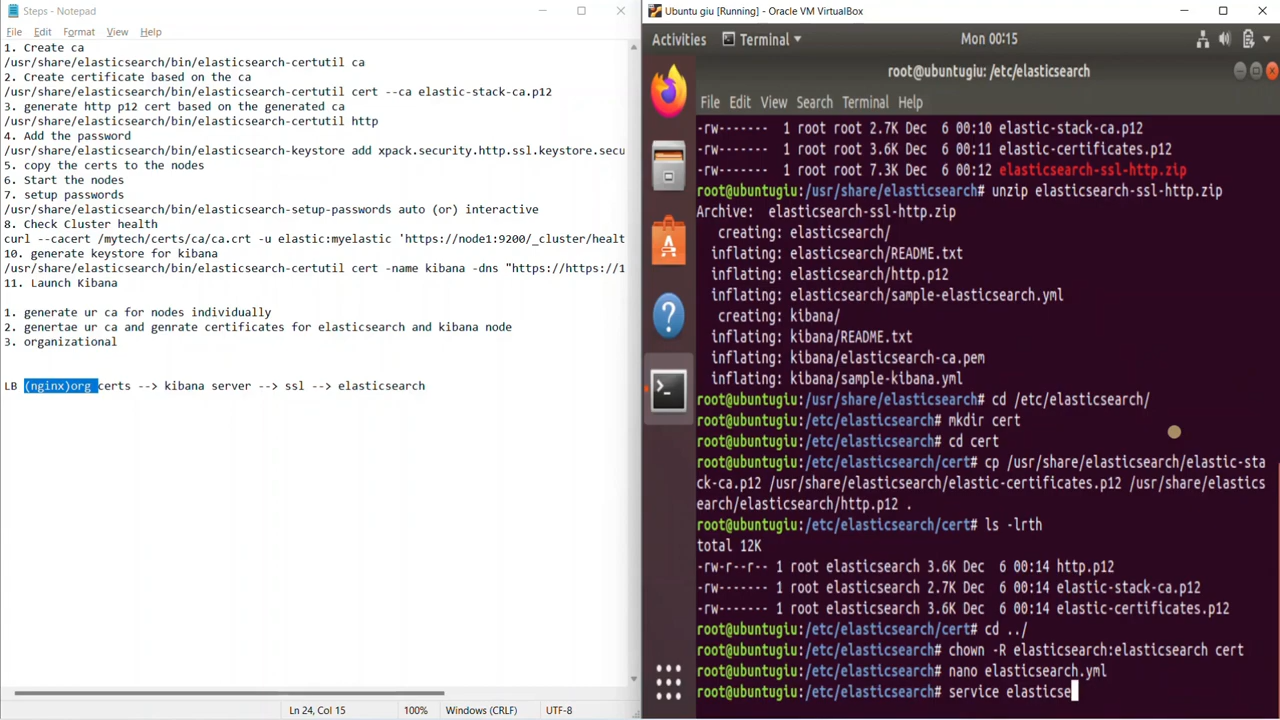 Steps - Notepad
File Edit Format View Help
1. Create ca
/usr/share/elasticsearch/bin/elasticsearch-certutil ca
2. Create certificate based on the ca
/usr/share/elasticsearch/bin/elasticsearch-certutil cert --ca elastic-stack-ca.p12
3. generate http p12 cert based on the generated ca
/usr/share/elasticsearch/bin/elasticsearch-certutil http
4. Add the password
/usr/share/elasticsearch/bin/elasticsearch-keystore add xpack.security.http.ssl.keystore.secu
5. copy the certs to the nodes
6. Start the nodes
7. setup passwords
/usr/share/elasticsearch/bin/elasticsearch-setup-passwords auto (or) interactive
8. Check Cluster health
curl --cacert /mytech/certs/ca/ca.crt -u elastic:myelastic 'https://node1:9200/_cluster/healt
10. generate keystore for kibana
/usr/share/elasticsearch/bin/elasticsearch-certutil cert -name kibana -dns "https://https://1
11. Launch Kibana
1. generate ur ca for nodes individually
2. genertae ur ca and genrate certificates for elasticsearch and kibana node
3. organizational
LB (nginx)org certs --> kibana server --> ssl --> elasticsearch
Ln 24, Col 15 100% Windows (CRLF) UTF-8
Ubuntu giu [Running] - Oracle VM VirtualBox
Activities Terminal Mon 00:15
root@ubuntugiu: /etc/elasticsearch
File Edit View Search Terminal Help
-rw------- 1 root root 2.7K Dec 6 00:10 elastic-stack-ca.p12
-rw------- 1 root root 3.6K Dec 6 00:11 elastic-certificates.p12
-rw------- 1 root root 7.3K Dec 6 00:12 elasticsearch-ssl-http.zip
root@ubuntugiu:/usr/share/elasticsearch# unzip elasticsearch-ssl-http.zip
Archive: elasticsearch-ssl-http.zip
creating: elasticsearch/
inflating: elasticsearch/README.txt
inflating: elasticsearch/http.p12
inflating: elasticsearch/sample-elasticsearch.yml
creating: kibana/
inflating: kibana/README.txt
inflating: kibana/elasticsearch-ca.pem
inflating: kibana/sample-kibana.yml
root@ubuntugiu:/usr/share/elasticsearch# cd /etc/elasticsearch/
root@ubuntugiu:/etc/elasticsearch# mkdir cert
root@ubuntugiu:/etc/elasticsearch# cd cert
root@ubuntugiu:/etc/elasticsearch/cert# cp /usr/share/elasticsearch/elastic-sta
ck-ca.p12 /usr/share/elasticsearch/elastic-certificates.p12 /usr/share/elastics
earch/elasticsearch/http.p12 .
root@ubuntugiu:/etc/elasticsearch/cert# ls -lrth
total 12K
-rw-r--r-- 1 root elasticsearch 3.6K Dec 6 00:14 http.p12
-rw------- 1 root elasticsearch 2.7K Dec 6 00:14 elastic-stack-ca.p12
-rw------- 1 root elasticsearch 3.6K Dec 6 00:14 elastic-certificates.p12
root@ubuntugiu:/etc/elasticsearch/cert# cd ../
root@ubuntugiu:/etc/elasticsearch# chown -R elasticsearch:elasticsearch cert
root@ubuntugiu:/etc/elasticsearch# nano elasticsearch.yml
root@ubuntugiu:/etc/elasticsearch# service elasticse